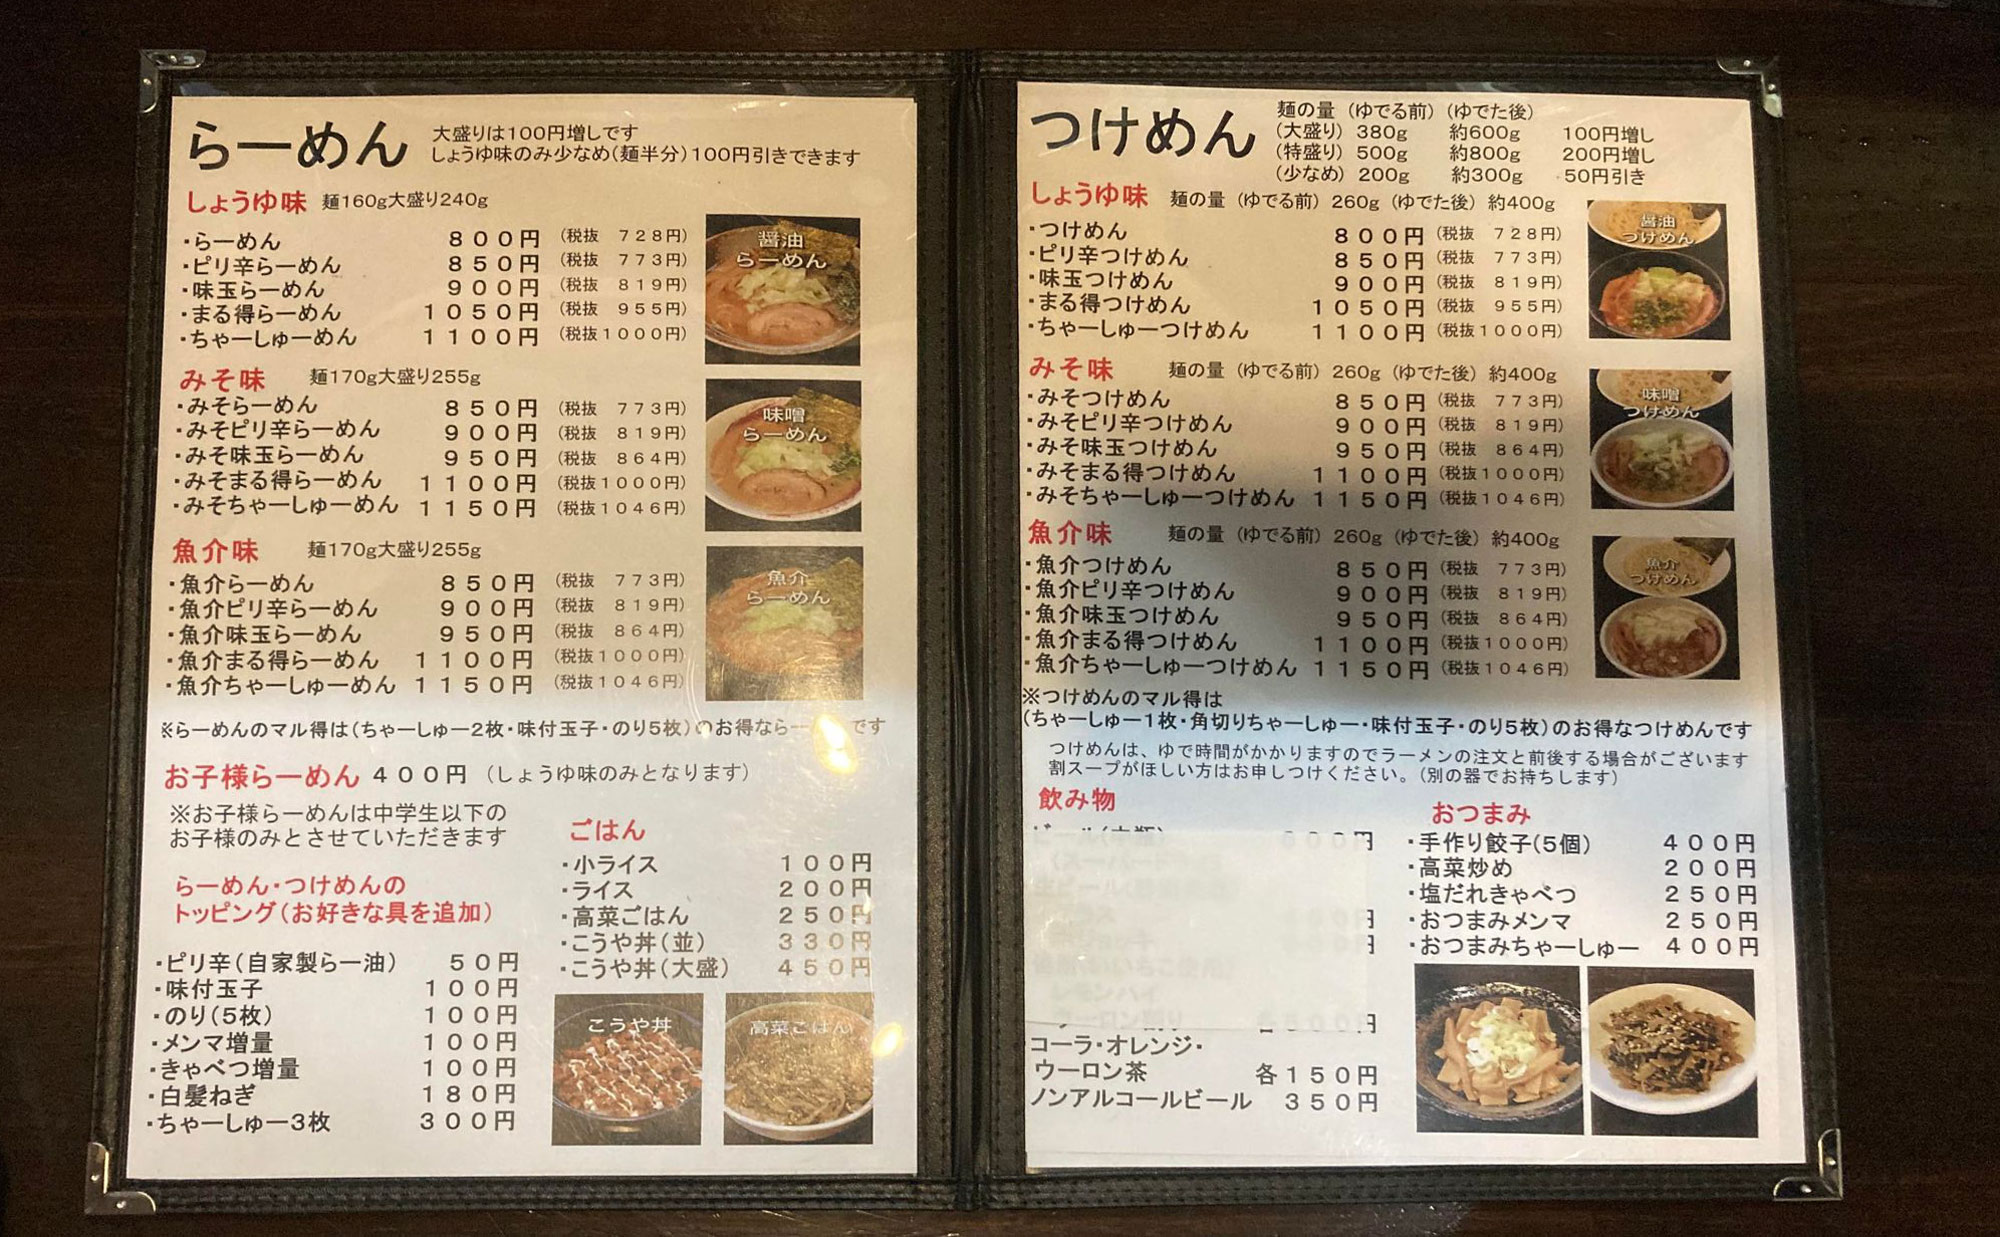 らーめん
大盛りは100円増しです
しょうゆ味のみ少なめ(麺半分)100円引きできます
しょうゆ味 麺160g大盛り240g
・らーめん 800円 (税抜 728円)
・ピリ辛らーめん 850円 (税抜 773円)
・味玉らーめん 900円 (税抜 819円)
・まる得らーめん 1050円 (税抜 955円)
・ちゃーしゅーめん 1100円 (税抜1000円)
醤油
らーめん
みそ味 麺170g大盛り255g
・みそらーめん 850円 (税抜 773円)
・みそピリ辛らーめん 900円 (税抜 819円)
・みそ味玉らーめん 950円 (税抜 864円)
・みそまる得らーめん 1100円 (税抜1000円)
・みそちゃーしゅーめん 1150円 (税抜1046円)
味噌
らーめん
魚介味 麺170g大盛り255g
・魚介らーめん 850円 (税抜 773円)
・魚介ピリ辛らーめん 900円 (税抜 819円)
・魚介味玉らーめん 950円 (税抜 864円)
・魚介まる得らーめん 1100円 (税抜1000円)
・魚介ちゃーしゅーめん 1150円 (税抜1046円)
魚介
らーめん
※らーめんのマル得は(ちゃーしゅー2枚・味付玉子・のり5枚)のお得ならー です
お子様らーめん 400円 (しょうゆ味のみとなります)
※お子様らーめんは中学生以下の
お子様のみとさせていただきます
らーめん・つけめんの
トッピング(お好きな具を追加)
・ピリ辛(自家製らー油) 50円
・味付玉子 100円
・のり(5枚) 100円
・メンマ増量 100円
・きゃべつ増量 100円
・白髪ねぎ 180円
・ちゃーしゅー3枚 300円
ごはん
・小ライス 100円
・ライス 200円
・高菜ごはん 250円
・こうや丼(並) 330円
・こうや丼(大盛) 450円
こうや丼
高菜ごはん
つけめん
麺の量 (ゆでる前) (ゆでた後)
(大盛り) 380g 約600g 100円増し
(特盛り) 500g 約800g 200円増し
(少なめ) 200g 約300g 50円引き
しょうゆ味 麺の量 (ゆでる前) 260g (ゆでた後) 約400g
・つけめん 800円 (税抜 728円)
・ピリ辛つけめん 850円 (税抜 773円)
・味玉つけめん 900円 (税抜 819円)
・まる得つけめん 1050円 (税抜 955円)
・ちゃーしゅーつけめん 1100円 (税抜1000円)
醤油
つけめん
みそ味 麺の量 (ゆでる前) 260g (ゆでた後) 約400g
・みそつけめん 850円 (税抜 773円)
・みそピリ辛つけめん 900円 (税抜 819円)
・みそ味玉つけめん 950円 (税抜 864円)
・みそまる得つけめん 1100円 (税抜1000円)
・みそちゃーしゅーつけめん 1150円 (税抜1046円)
味噌
つけめん
魚介味 麺の量 (ゆでる前) 260g (ゆでた後) 約400g
・魚介つけめん 850円 (税抜 773円)
・魚介ピリ辛つけめん 900円 (税抜 819円)
・魚介味玉つけめん 950円 (税抜 864円)
・魚介まる得つけめん 1100円 (税抜1000円)
・魚介ちゃーしゅーつけめん 1150円 (税抜1046円)
魚介
つけめん
※つけめんのマル得は
(ちゃーしゅー1枚・角切りちゃーしゅー・味付玉子・のり5枚)のお得なつけめんです
つけめんは、ゆで時間がかかりますのでラーメンの注文と前後する場合がございます
割スープがほしい方はお申しつけください。(別の器でお持ちします)
飲み物
コーラ・オレンジ・
ウーロン茶 各150円
ノンアルコールビール 350円
おつまみ
・手作り餃子(5個) 400円
・高菜炒め 200円
・塩だれきゃべつ 250円
・おつまみメンマ 250円
・おつまみちゃーしゅー 400円